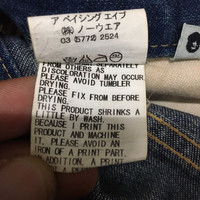 ア ベイシング エイプ
(株) ノーウエア
03 (5772) 2524
FROM OTHERS AS SEPARATELY
DISCOLORATION MAY OCCUR.
PLEASE AVOID TUMBLER
DRYING.
PLEASE FIX FROM BEFORE
DRYING.
THIS PRODUCT SHRINKS A
LITTLE BY WASH.
BECAUSE I PRINT THIS
PRODUCT AND MACHINE
IT, PLEASE AVOID AN
IRON OF A PRINT PART.
ADDITION, A PRINT